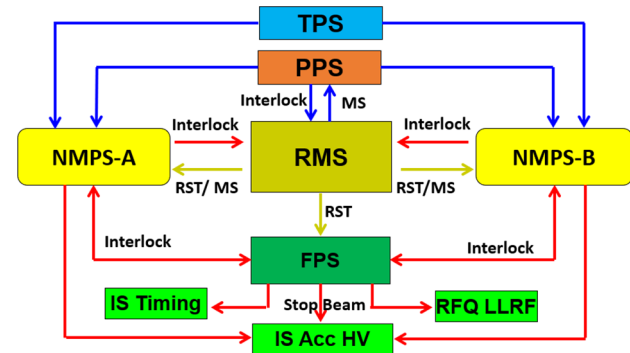 TPS
PPS
Interlock
MS
Interlock
Interlock
NMPS-A
RMS
NMPS-B
RST/ MS
RST/MS
RST
Interlock
Interlock
FPS
IS Timing
Stop Beam
RFQ LLRF
IS Acc HV